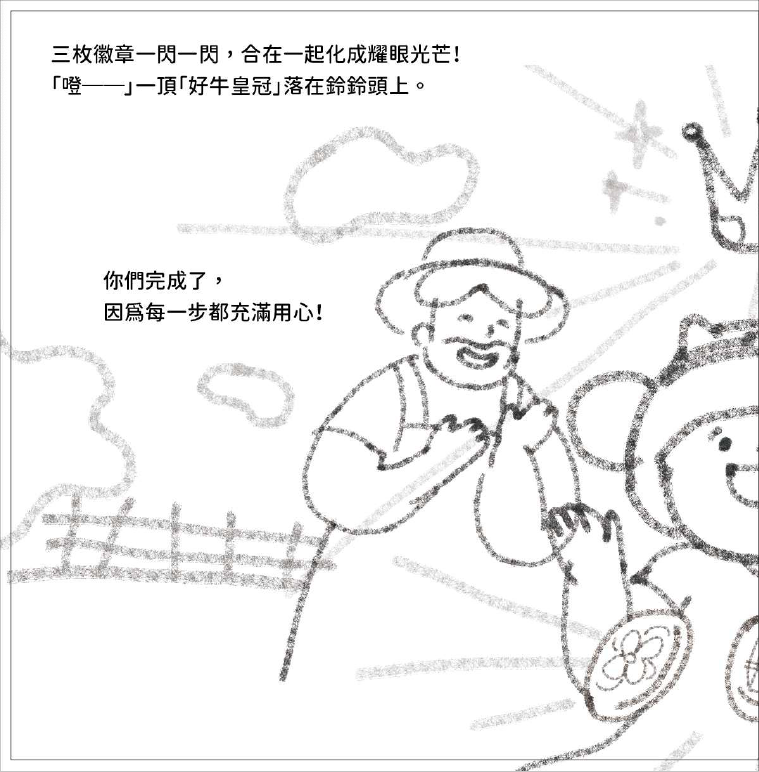 三枚徽章一閃一閃，合在一起化成耀眼光芒！
「噔——」一頂「好牛皇冠」落在鈴鈴頭上。
你們完成了，
因為每一步都充滿用心！